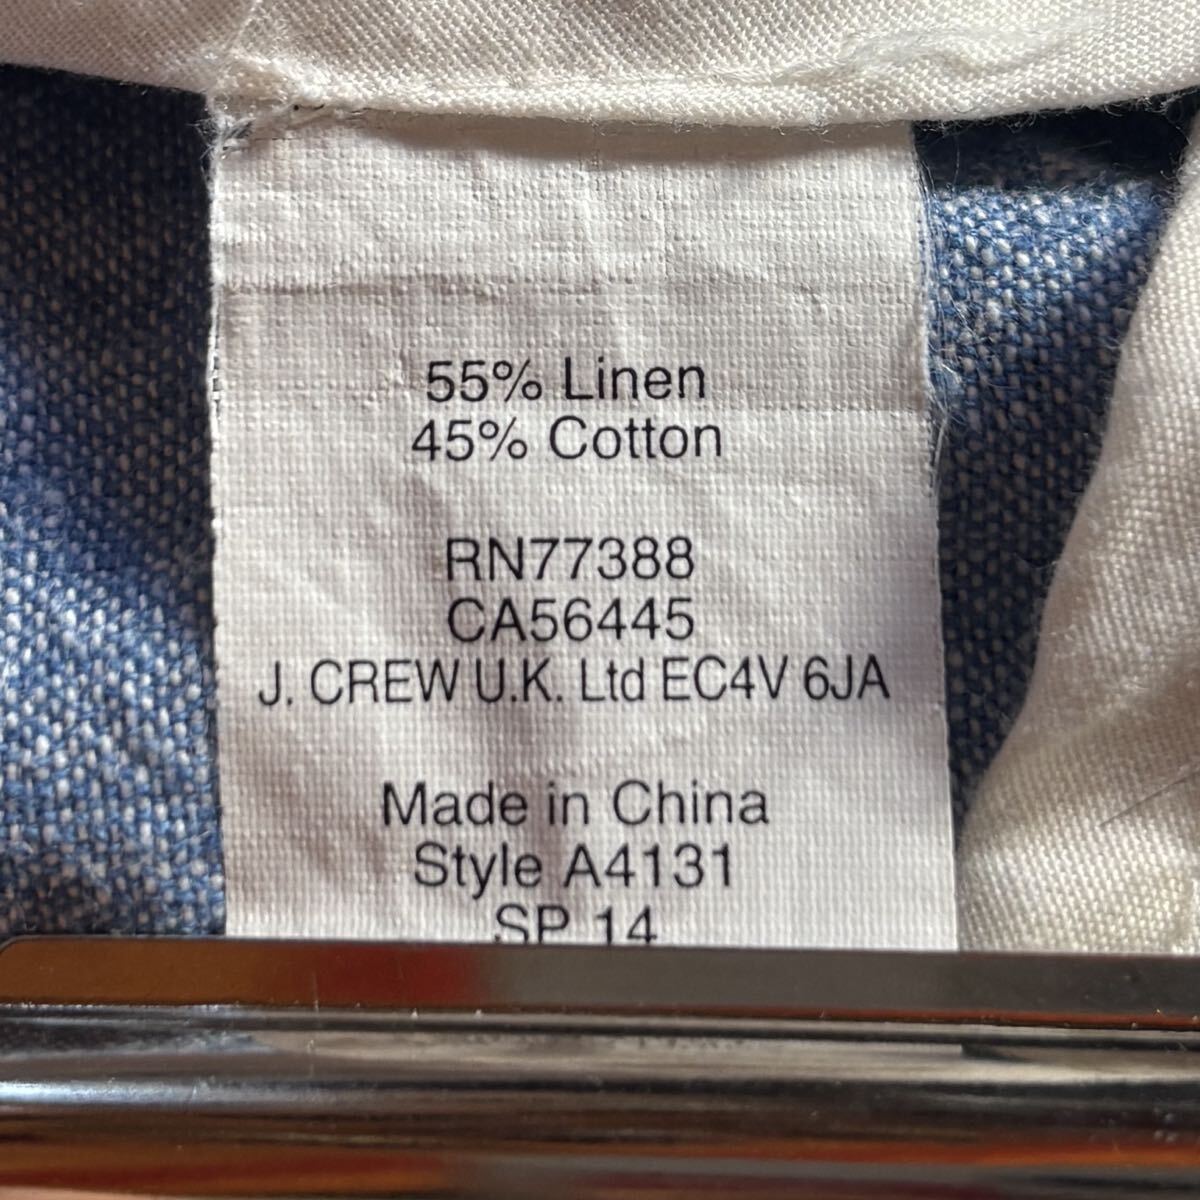 55% Linen
45% Cotton
RN77388
CA56445
J. CREW U.K. Ltd EC4V 6JA
Made in China
Style A4131
SP 14